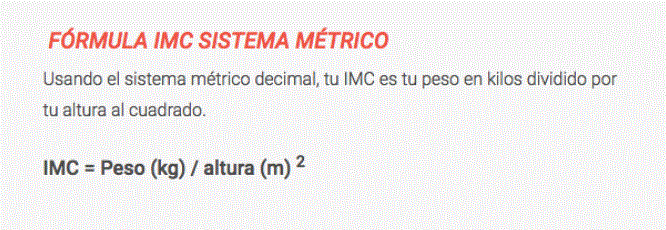 FÓRMULA IMC SISTEMA MÉTRICO
Usando el sistema métrico decimal, tu IMC es tu peso en kilos dividido por
tu altura al cuadrado.
IMC = Peso (kg) / altura (m) ²